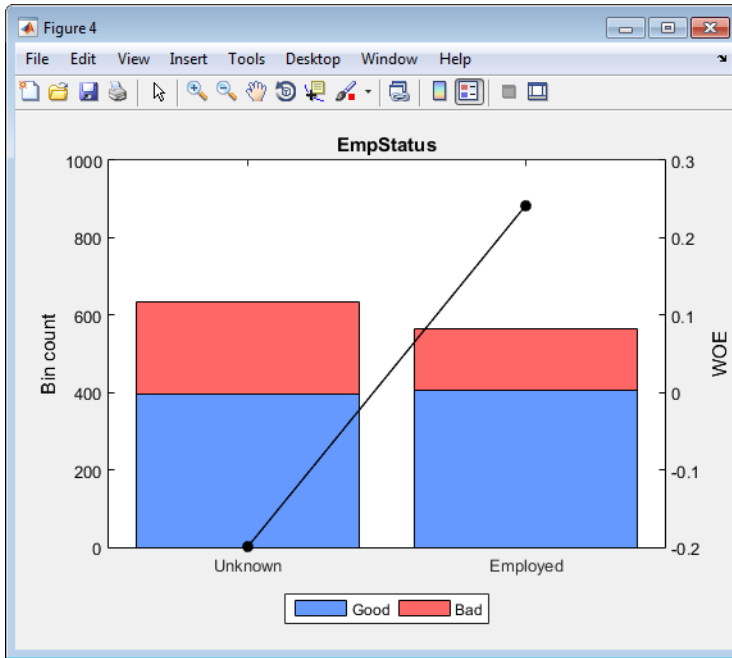 Figure 4
File Edit View Insert Tools Desktop Window Help
EmpStatus
1000
800
600
400
200
0
Bin count
0.3
0.2
0.1
0
-0.1
-0.2
WOE
Unknown Employed
Good Bad